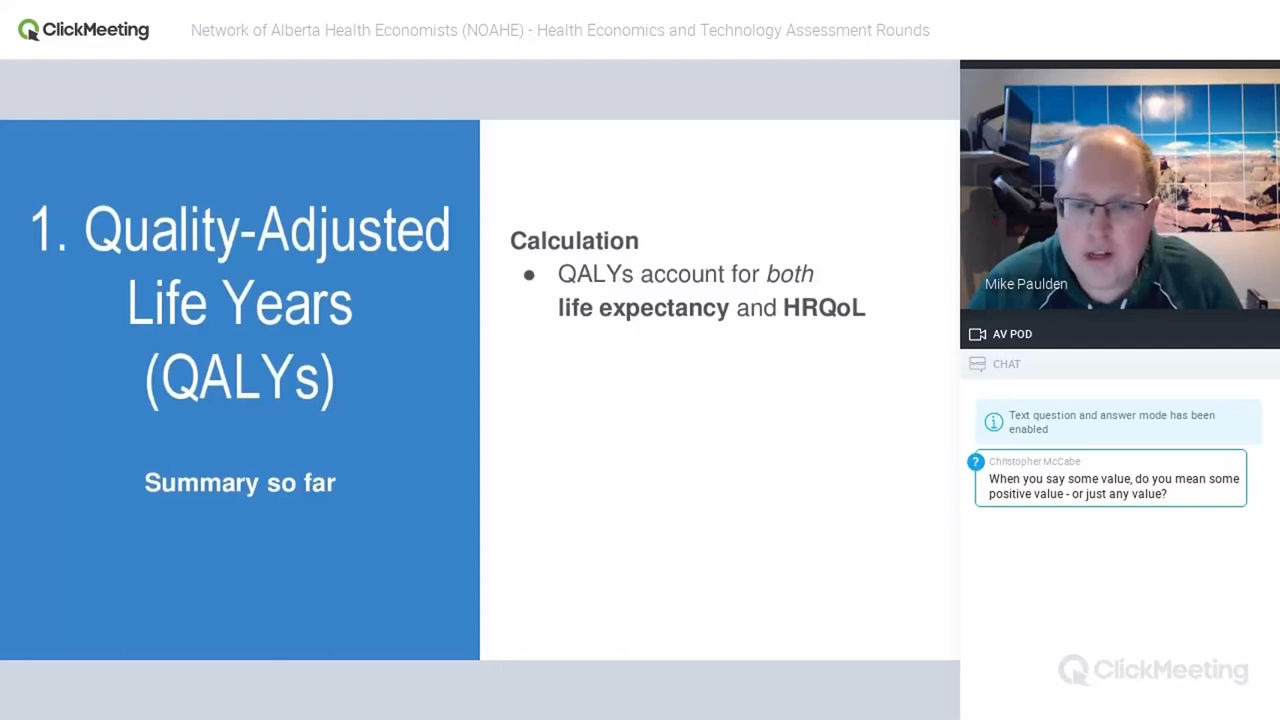 ClickMeeting
Network of Alberta Health Economists (NOAHE) - Health Economics and Technology Assessment Rounds
1. Quality-Adjusted
Life Years
(QALYs)
Summary so far
Calculation
● QALYs account for both
life expectancy and HRQoL
Mike Paulden
AV POD
CHAT
Text question and answer mode has been
enabled
?
Christopher McCabe
When you say some value, do you mean some
positive value - or just any value?
ClickMeeting